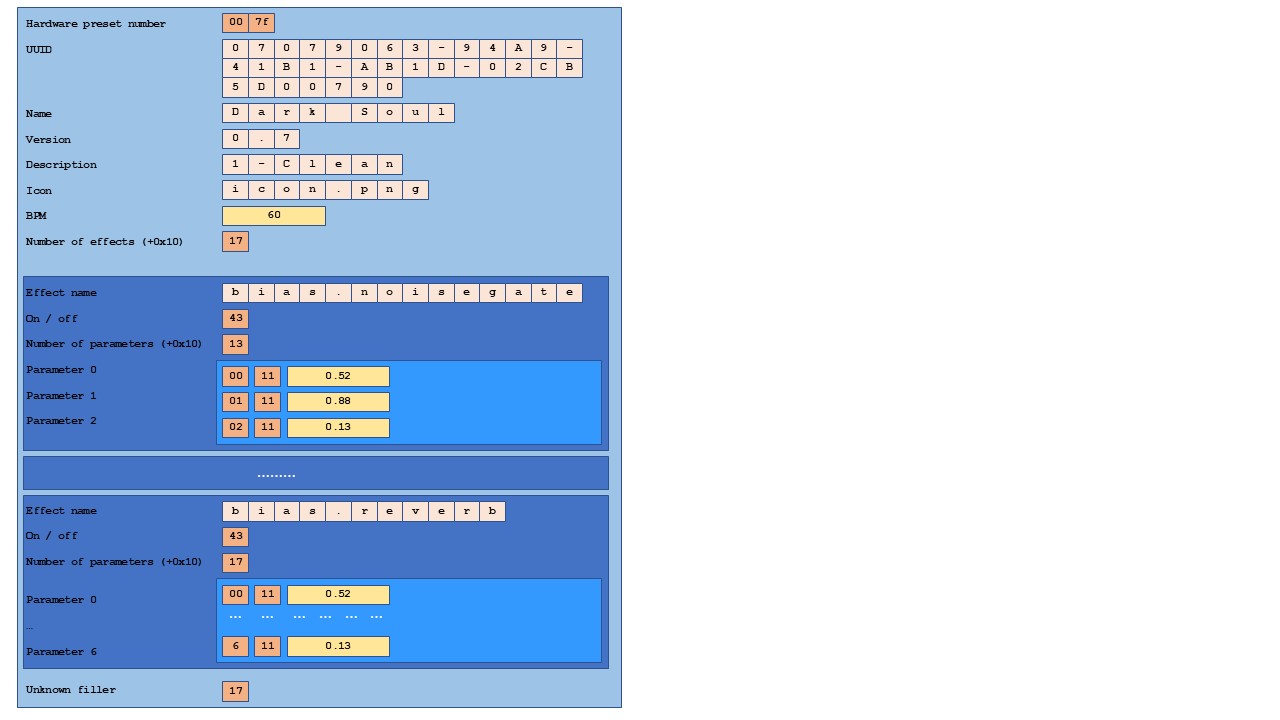 Hardware preset number 00 7f
UUID 0 7 0 7 9 0 6 3 - 9 4 A 9 -
4 1 B 1 - A B 1 D - 0 2 C B
5 D 0 0 7 9 0
Name D a r k S o u l
Version 0 . 7
Description 1 - C l e a n
Icon i c o n . p n g
BPM 60
Number of effects (+0x10) 17
Effect name b i a s . n o i s e g a t e
On / off 43
Number of parameters (+0x10) 13
Parameter 0 00 11 0.52
Parameter 1 01 11 0.88
Parameter 2 02 11 0.13
.........
Effect name b i a s . r e v e r b
On / off 43
Number of parameters (+0x10) 17
Parameter 0 00 11 0.52
… … … … … … …
Parameter 6 6 11 0.13
Unknown filler 17